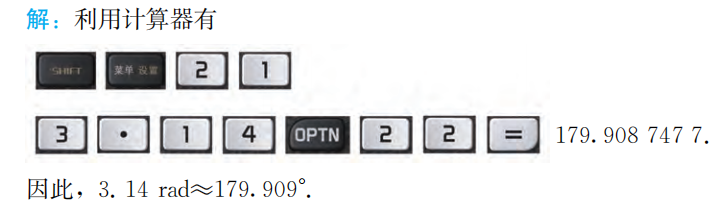 解：利用计算器有
SHIFT 菜单 设置 2 1
3 · 1 4 OPTN 2 2 = 179.908 747 7.
因此，3.14 rad≈179.909°.